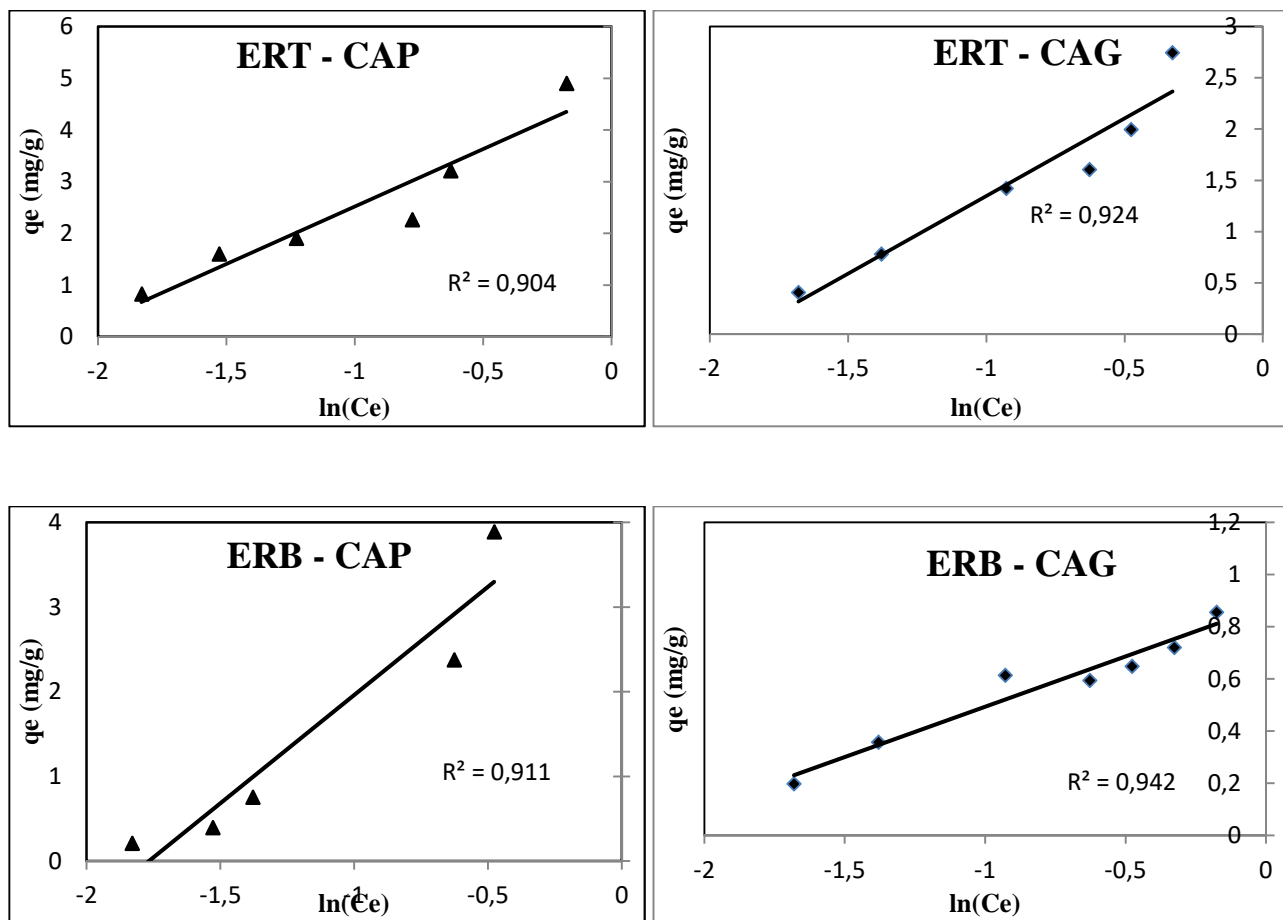 ERT - CAP
6
5
4
3
2
1
0
qe (mg/g)
R² = 0,904
-2
-1,5
-1
-0,5
0
ln(Ce)
ERT - CAG
3
2,5
2
1,5
1
0,5
0
qe (mg/g)
R² = 0,924
-2
-1,5
-1
-0,5
0
ln(Ce)
ERB - CAP
4
3
2
1
0
qe (mg/g)
R² = 0,911
-2
-1,5
-1
-0,5
0
ln(Ce)
ERB - CAG
1,2
1
0,8
0,6
0,4
0,2
0
qe (mg/g)
R² = 0,942
-2
-1,5
-1
-0,5
0
ln(Ce)